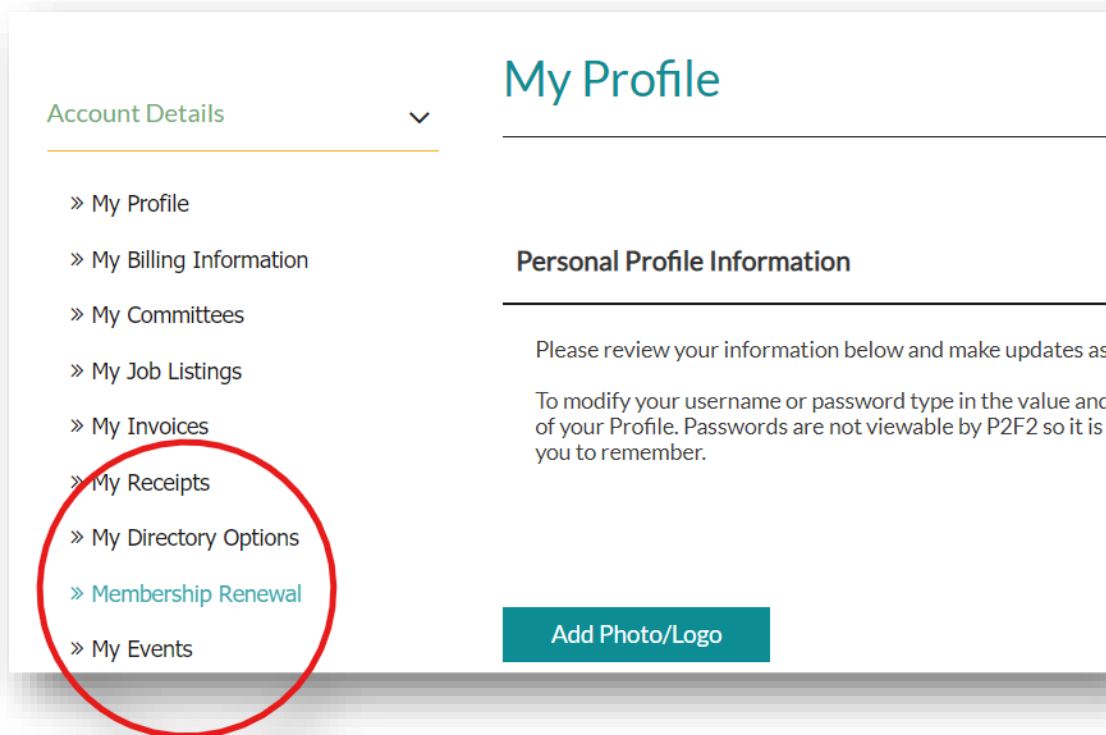 Account Details
» My Profile
» My Billing Information
» My Committees
» My Job Listings
» My Invoices
» My Receipts
» My Directory Options
» Membership Renewal
» My Events
My Profile
Personal Profile Information
Please review your information below and make updates as
To modify your username or password type in the value and
of your Profile. Passwords are not viewable by P2F2 so it is
you to remember.
Add Photo/Logo